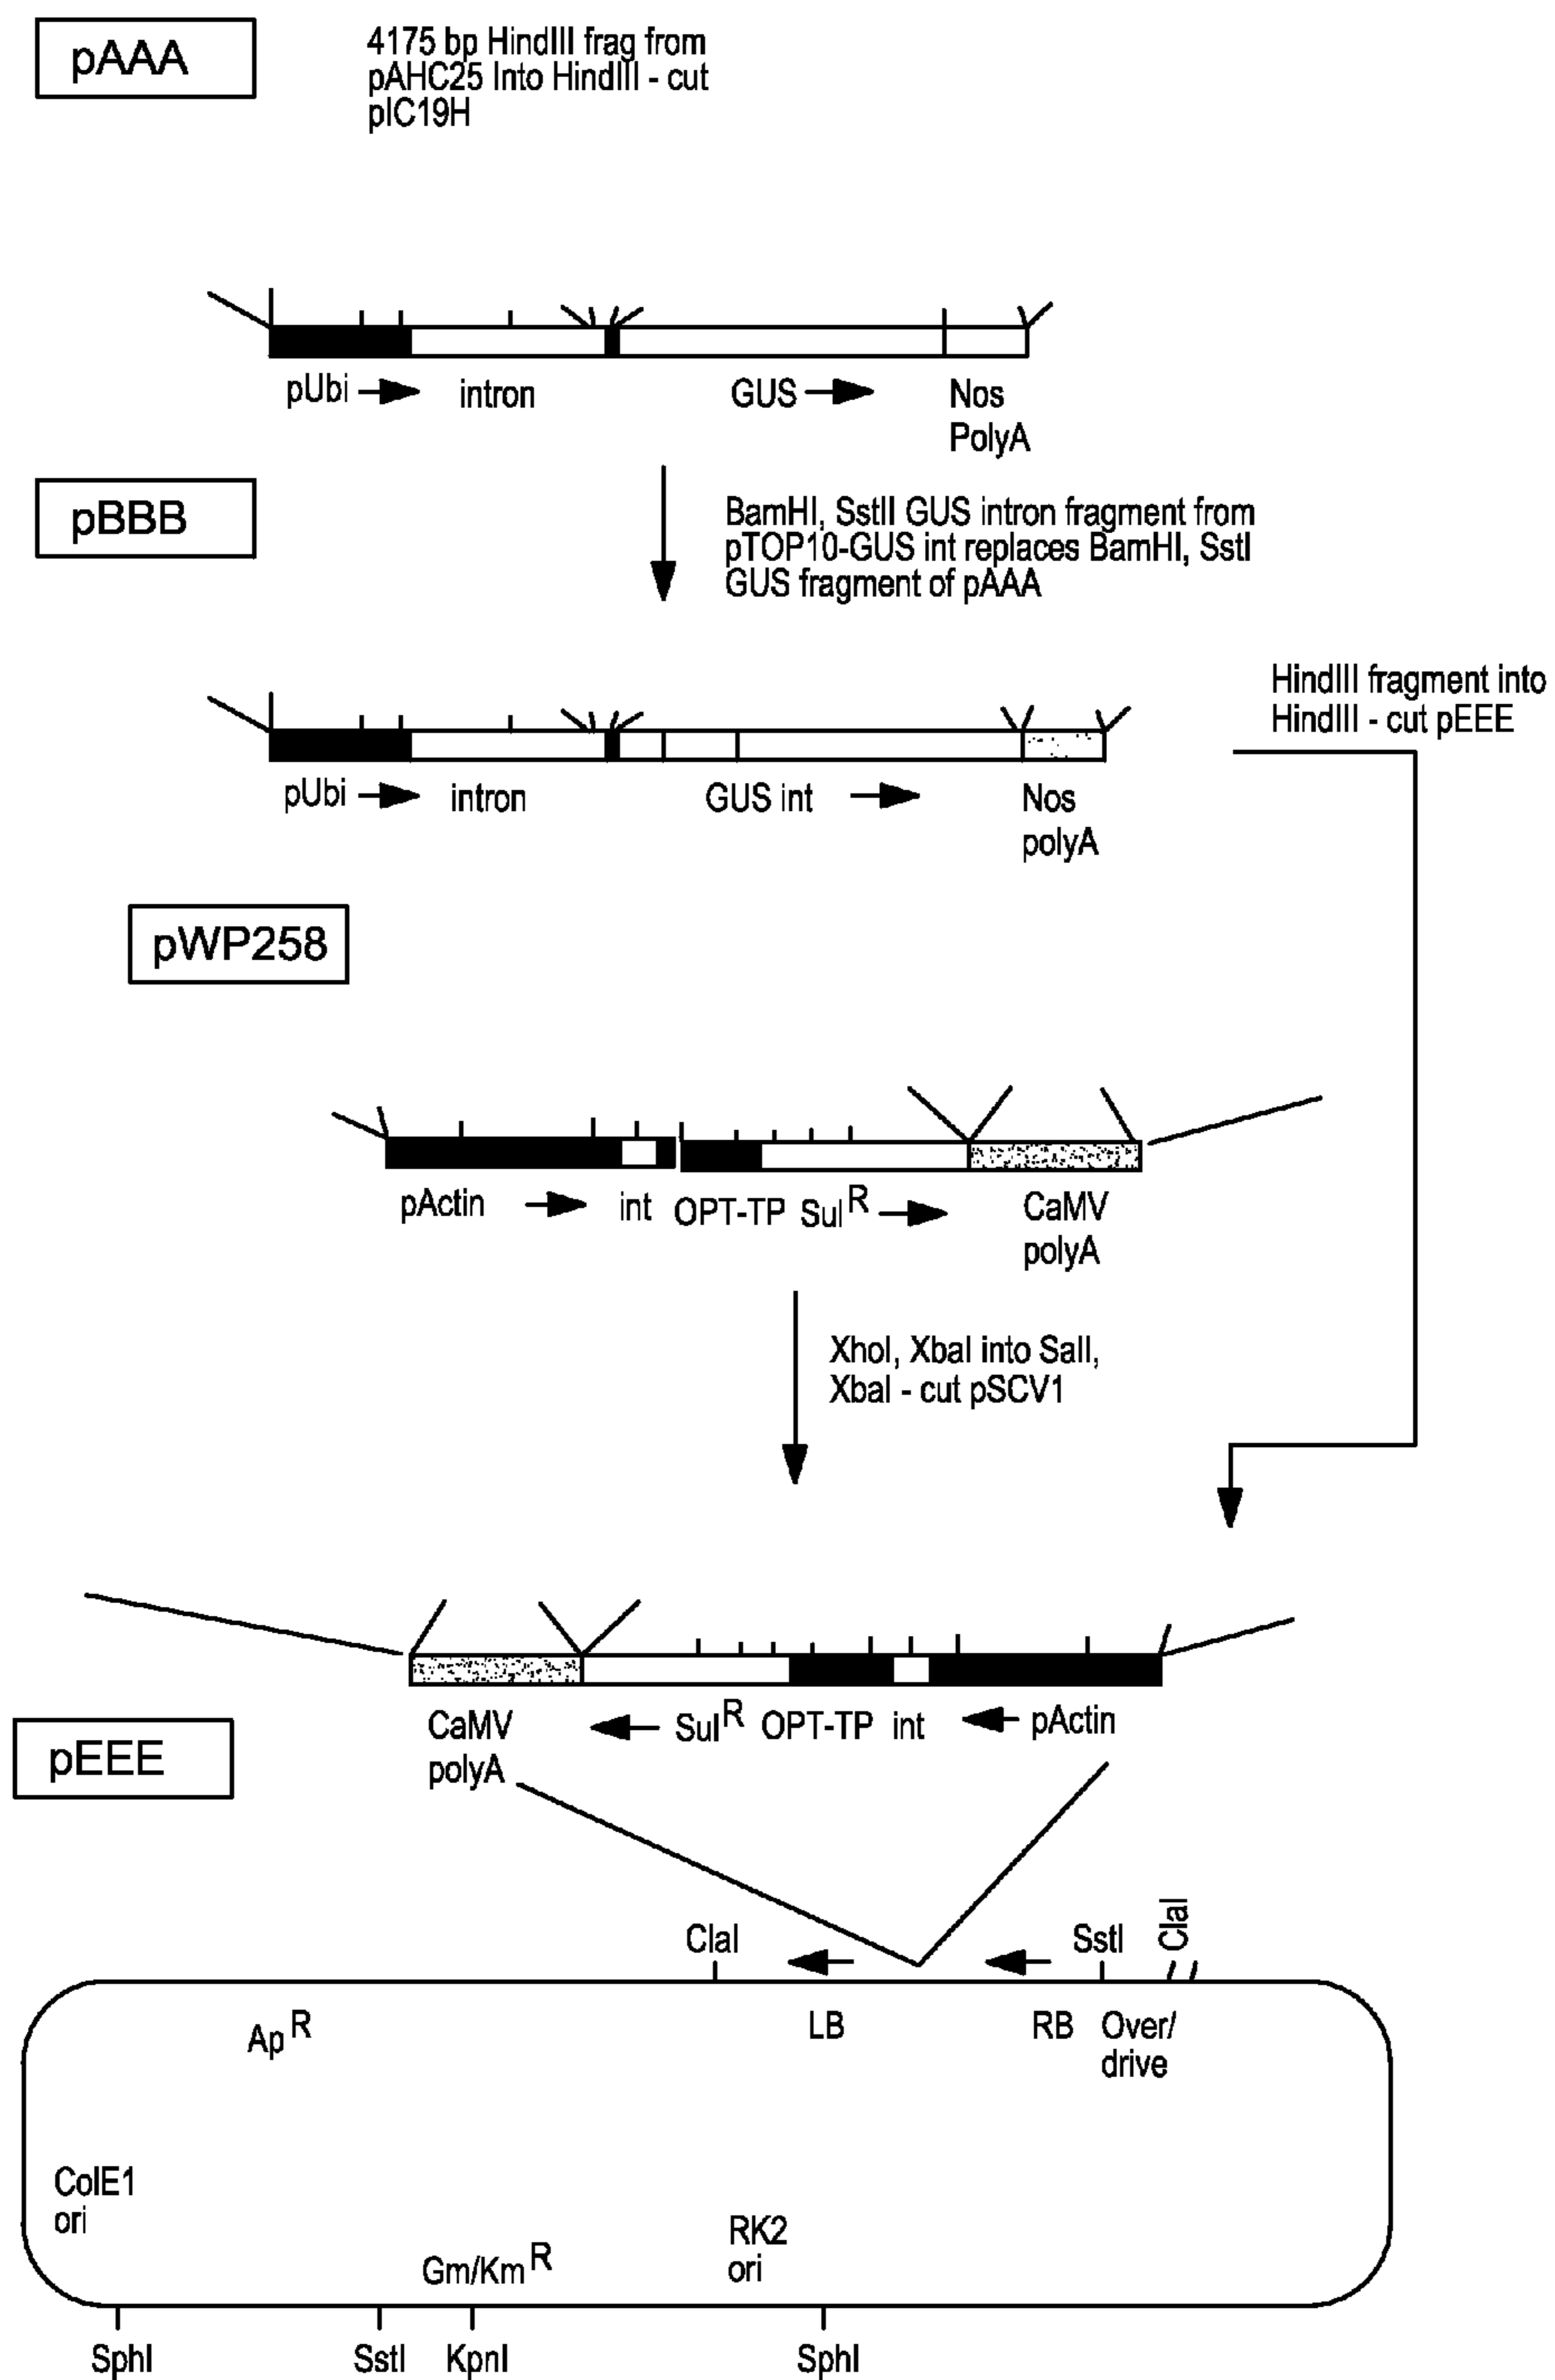 pAAA
4175 bp HindIII frag from
pAHC25 Into HindIII - cut
pIC19H
pUbi
intron
GUS
Nos
PolyA
pBBB
BamHI, SstII GUS intron fragment from
pTOP10-GUS int replaces BamHI, SstI
GUS fragment of pAAA
HindIII fragment into
HindIII - cut pEEE
pUbi
intron
GUS int
Nos
polyA
pWP258
pActin
int
OPT-TP
Sul R
CaMV
polyA
XhoI, XbaI into SalI,
XbaI - cut pSCV1
CaMV
polyA
Sul R
OPT-TP
int
pActin
pEEE
ClaI
SstI
ClaI
Ap R
LB
RB
Over/
drive
ColE1
ori
Gm/Km R
RK2
ori
SphI
SstI
KpnI
SphI